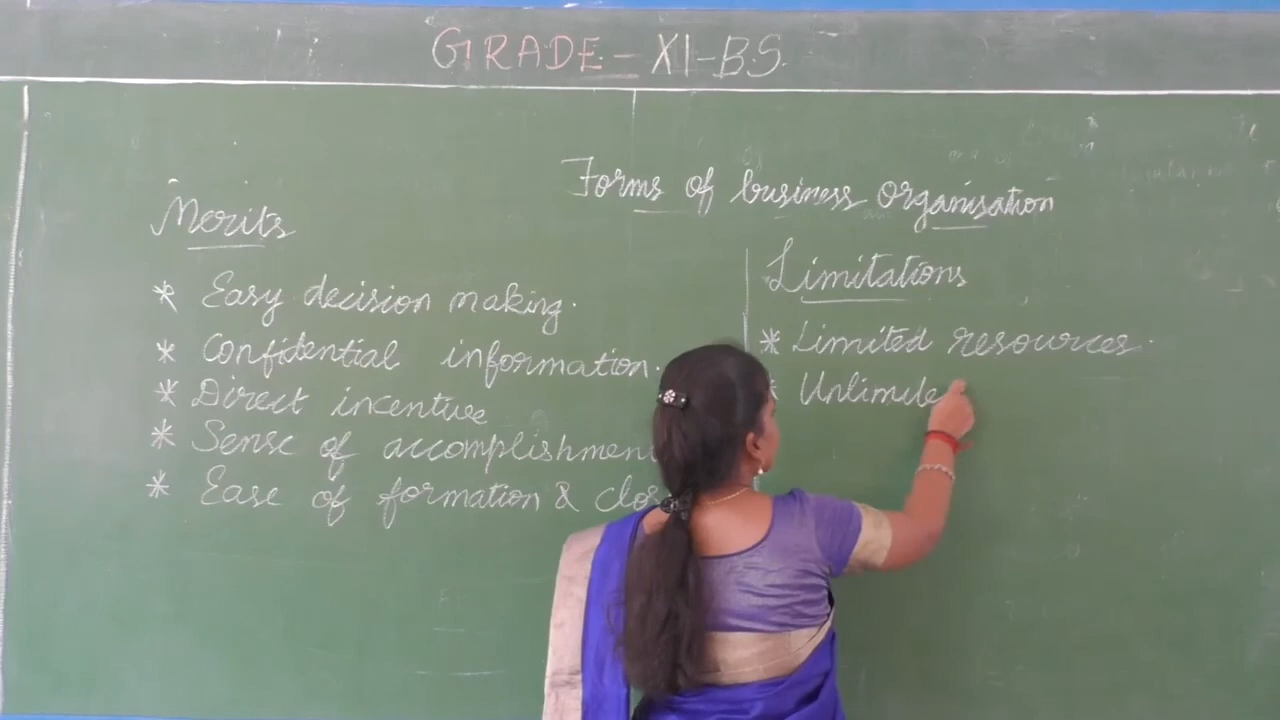 GRADE - XI-B.S.
Forms of business organisation
Merits
* Easy decision making.
* Confidential information.
* Direct incentive
* Sense of accomplishment
* Ease of formation & clos
Limitations
* Limited resources.
* Unlimite